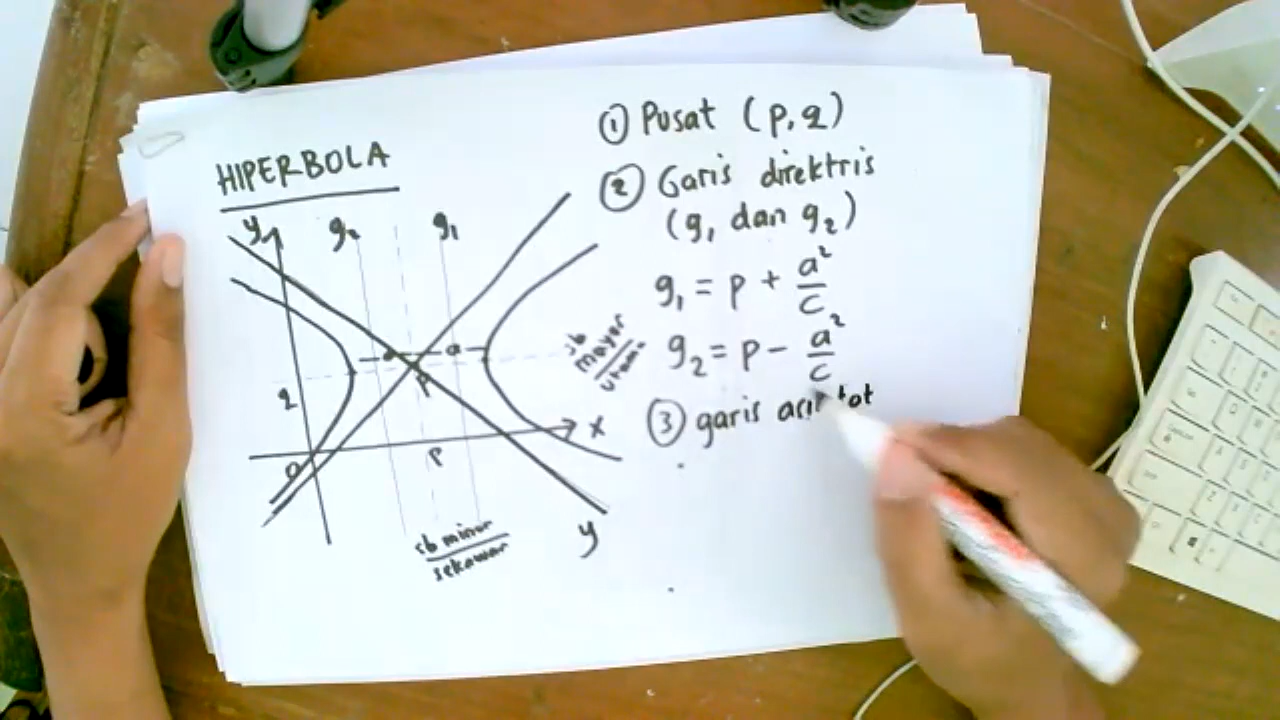 HIPERBOLA
① Pusat (p,q)
② Garis direktris
(g₁ dan g₂)
g₁ = p + a²/c
g₂ = p − a²/c
③ garis
y
g₂
g₁
a
a
A
q
0
p
x
y
sb mayor
utama
sb minor
sekawan